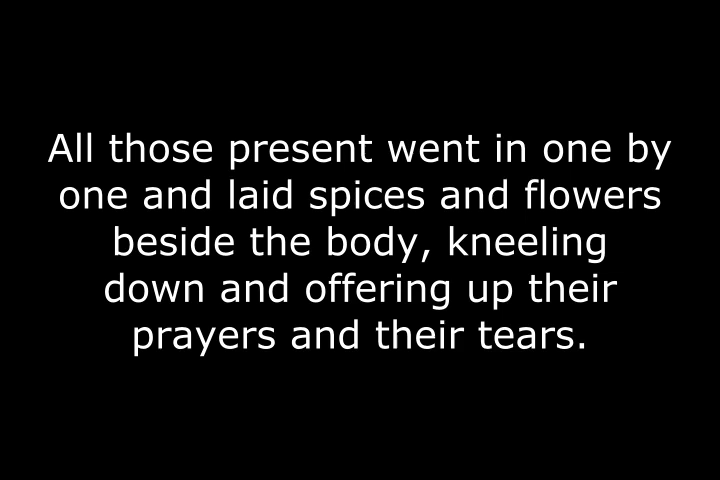 All those present went in one by
one and laid spices and flowers
beside the body, kneeling
down and offering up their
prayers and their tears.